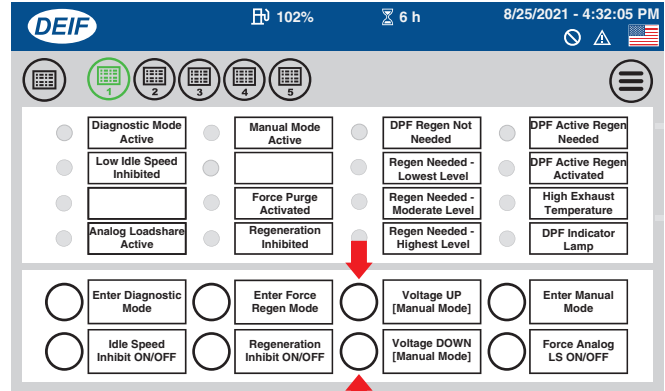 DEIF
102%
6 h
8/25/2021 - 4:32:05 PM
1
2
3
4
5
Diagnostic Mode
Active
Manual Mode
Active
DPF Regen Not
Needed
DPF Active Regen
Needed
Low Idle Speed
Inhibited
Regen Needed -
Lowest Level
DPF Active Regen
Activated
Force Purge
Activated
Regen Needed -
Moderate Level
High Exhaust
Temperature
Analog Loadshare
Active
Regeneration
Inhibited
Regen Needed -
Highest Level
DPF Indicator
Lamp
Enter Diagnostic
Mode
Enter Force
Regen Mode
Voltage UP
[Manual Mode]
Enter Manual
Mode
Idle Speed
Inhibit ON/OFF
Regeneration
Inhibit ON/OFF
Voltage DOWN
[Manual Mode]
Force Analog
LS ON/OFF